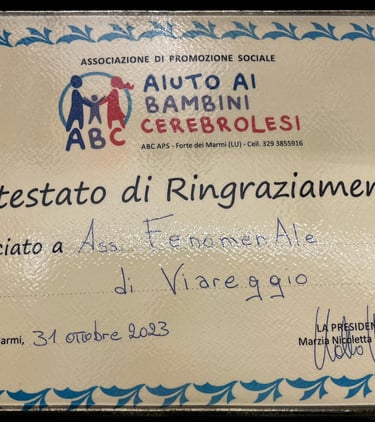 ASSOCIAZIONE DI PROMOZIONE SOCIALE
AIUTO AI
BAMBINI
CEREBROLESI
ABC
ABC APS - Forte dei Marmi (LU) - Cell. 329 3855916
testato di Ringraziamen
ciato a Ass. FenomenAle
di Viareggio
armi, 31 ottobre 2023
LA PRESIDEN
Marzia Nicoletta